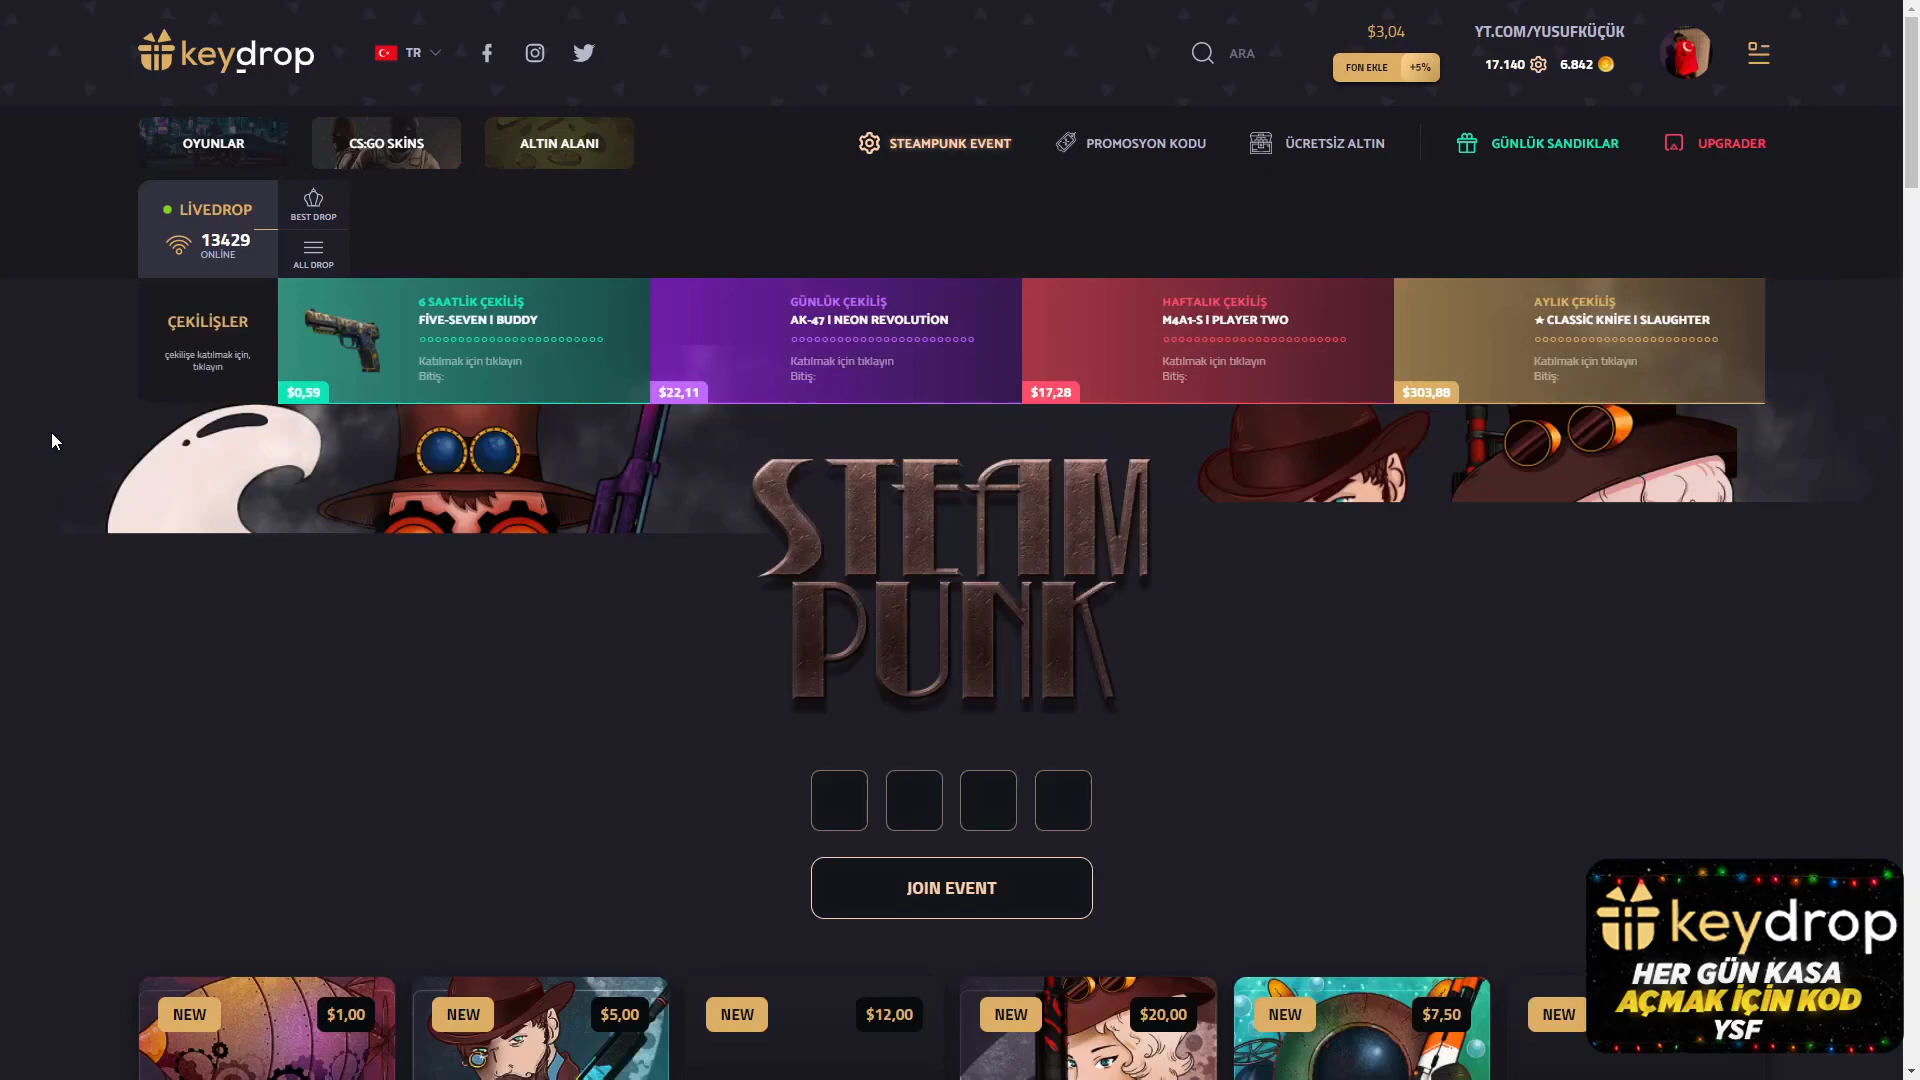 keydrop
TR
ARA
$3,04
FON EKLE +5%
YT.COM/YUSUFKÜÇÜK
17.140 6.842
OYUNLAR
CS:GO SKİNS
ALTIN ALANI
STEAMPUNK EVENT
PROMOSYON KODU
ÜCRETSİZ ALTIN
GÜNLÜK SANDIKLAR
UPGRADER
LİVEDROP
13429
ONLİNE
BEST DROP
ALL DROP
ÇEKİLİŞLER
çekilişe katılmak için,
tıklayın
6 SAATLİK ÇEKİLİŞ
FİVE-SEVEN | BUDDY
Katılmak için tıklayın
Bitiş:
$0,59
GÜNLÜK ÇEKİLİŞ
AK-47 | NEON REVOLUTİON
Katılmak için tıklayın
Bitiş:
$22,11
HAFTALIK ÇEKİLİŞ
M4A1-S | PLAYER TWO
Katılmak için tıklayın
Bitiş:
$17,28
AYLIK ÇEKİLİŞ
★ CLASSİC KNİFE | SLAUGHTER
Katılmak için tıklayın
Bitiş:
$303,88
STEAM
PUNK
JOIN EVENT
NEW $1,00
NEW $5,00
NEW $12,00
NEW $20,00
NEW $7,50
NEW
keydrop
HER GÜN KASA
AÇMAK İÇİN KOD
YSF